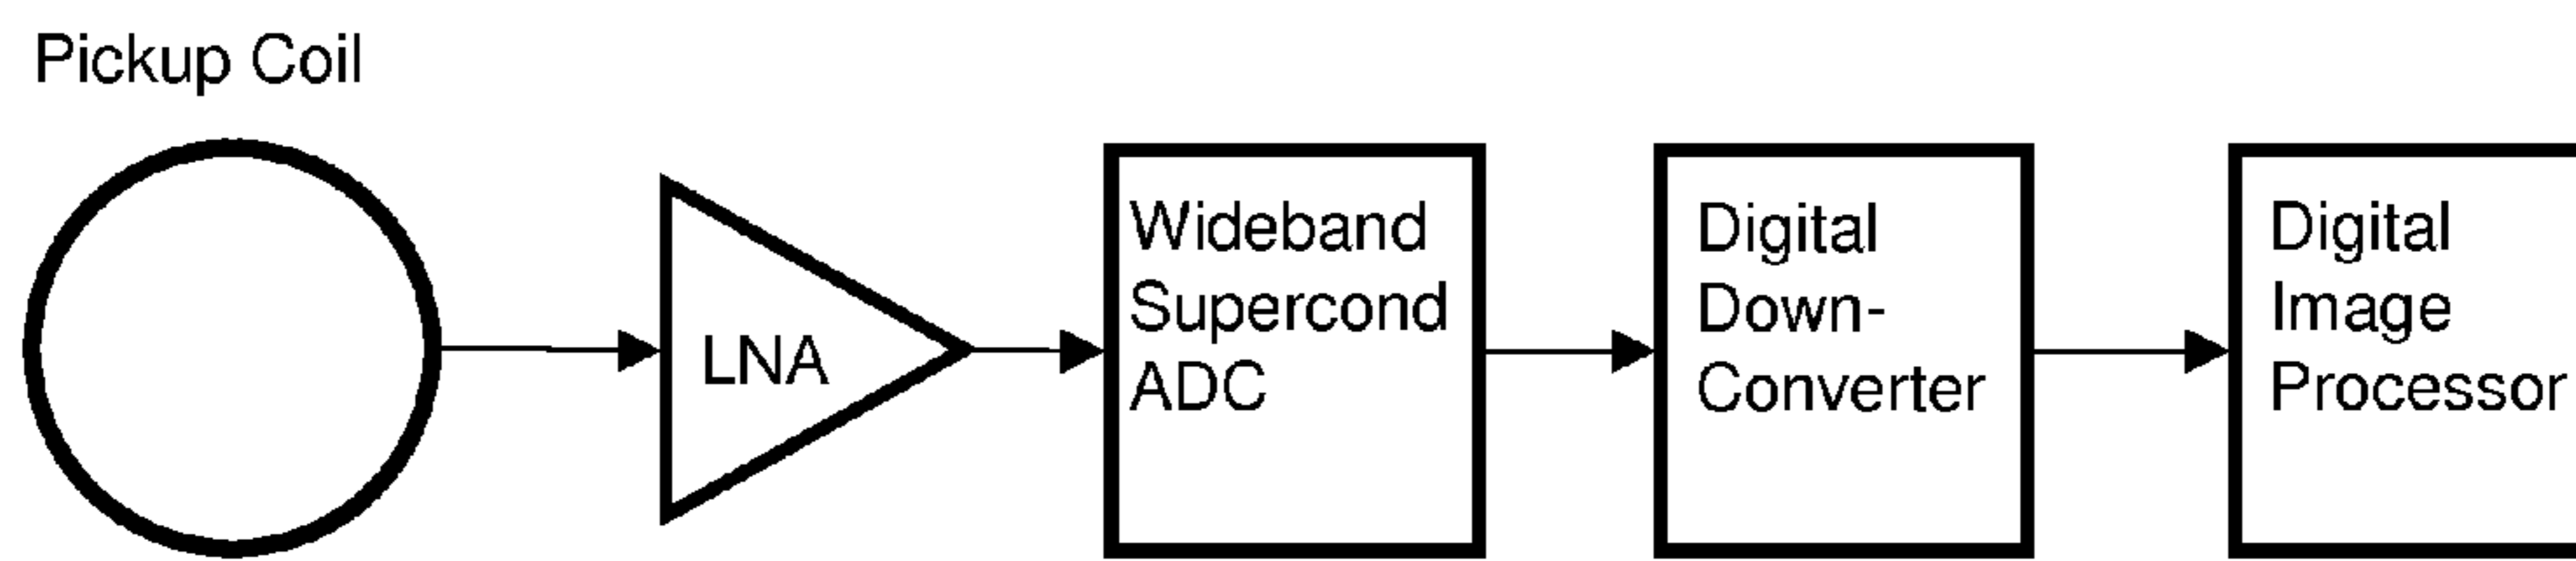 Pickup Coil
LNA
Wideband
Supercond
ADC
Digital
Down-
Converter
Digital
Image
Processor